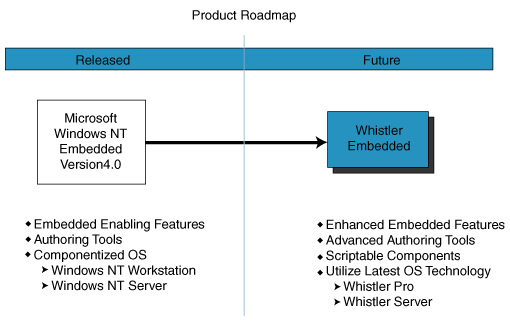 Product Roadmap
Released
Future
Microsoft
Windows NT
Embedded
Version4.0
Whistler
Embedded
Embedded Enabling Features
Authoring Tools
Componentized OS
Windows NT Workstation
Windows NT Server
Enhanced Embedded Features
Advanced Authoring Tools
Scriptable Components
Utilize Latest OS Technology
Whistler Pro
Whistler Server